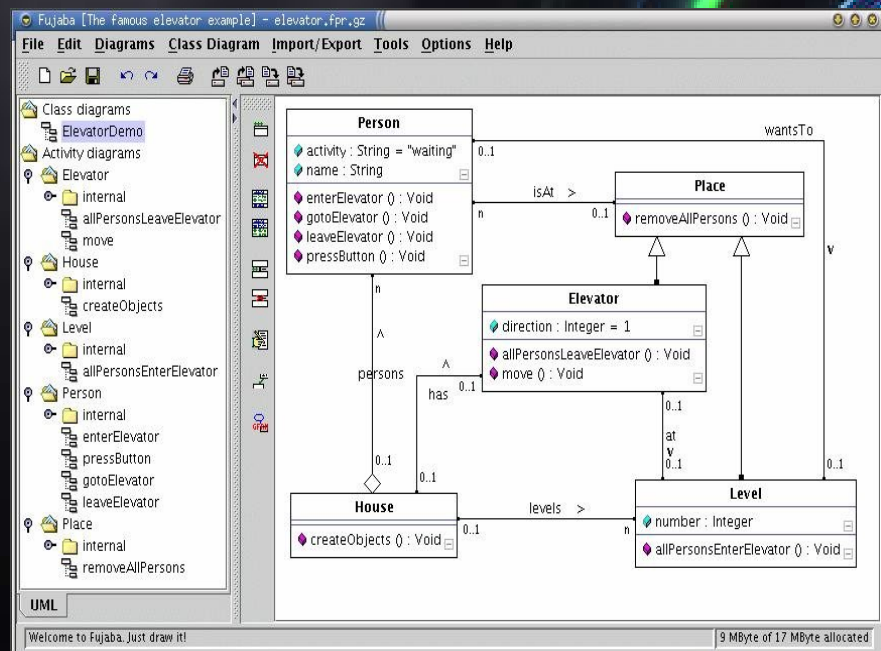 Fujaba [The famous elevator example] - elevator.fpr.gz
File Edit Diagrams Class Diagram Import/Export Tools Options Help
Class diagrams
ElevatorDemo
Activity diagrams
Elevator
internal
allPersonsLeaveElevator
move
House
internal
createObjects
Level
internal
allPersonsEnterElevator
Person
internal
enterElevator
pressButton
gotoElevator
leaveElevator
Place
internal
removeAllPersons
UML
Person
activity : String = "waiting"
name : String
enterElevator () : Void
gotoElevator () : Void
leaveElevator () : Void
pressButton () : Void
wantsTo
0..1
isAt >
n
0..1
Place
removeAllPersons () : Void
v
Elevator
direction : Integer = 1
allPersonsLeaveElevator () : Void
move () : Void
n
^
persons
0..1
^
has
0..1
0..1
0..1
at
v
0..1
0..1
House
createObjects () : Void
levels >
0..1
n
Level
number : Integer
allPersonsEnterElevator () : Void
Welcome to Fujaba. Just draw it!
9 MByte of 17 MByte allocated